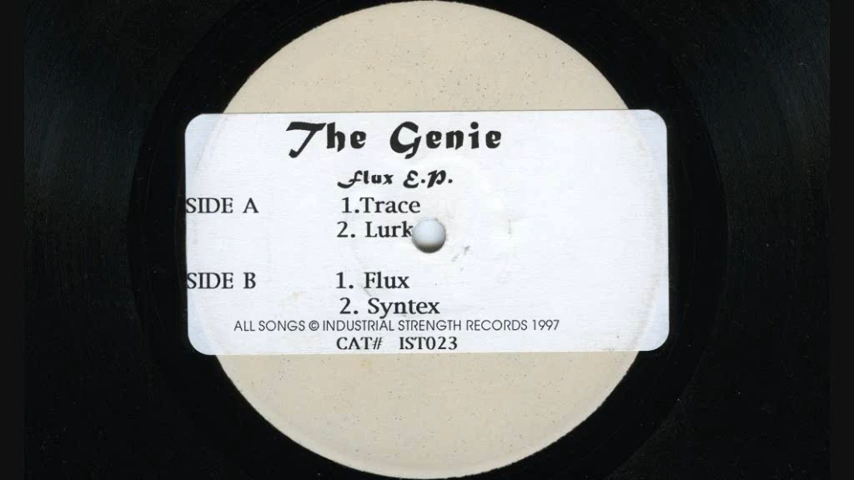 The Genie
Flux E.P.
SIDE A 1.Trace
2. Lurk
SIDE B 1. Flux
2. Syntex
ALL SONGS © INDUSTRIAL STRENGTH RECORDS 1997
CAT# IST023